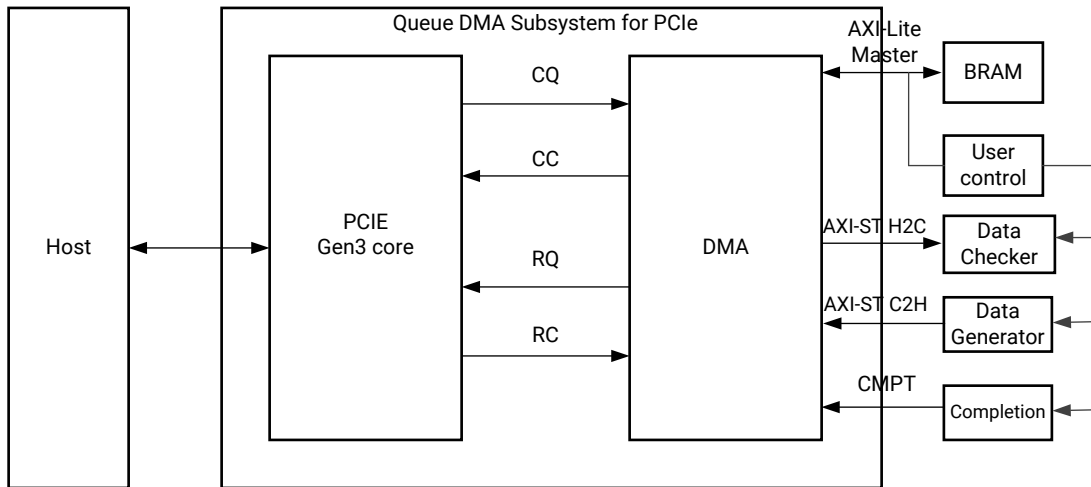 Queue DMA Subsystem for PCIe
Host
PCIE
Gen3 core
CQ
CC
RQ
RC
DMA
AXI-Lite
Master
BRAM
User
control
AXI-ST H2C
Data
Checker
AXI-ST C2H
Data
Generator
CMPT
Completion